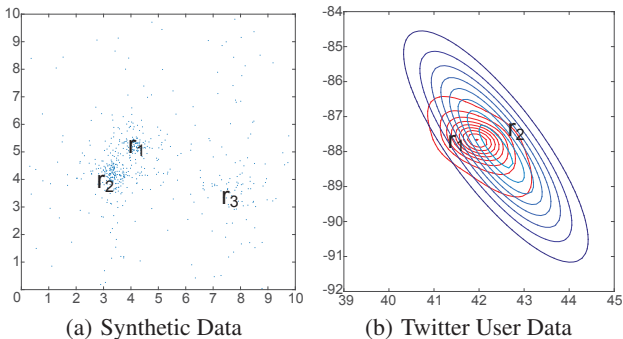 10
9
8
7
6
5
4
3
2
1
0
r1
r2
r3
0 1 2 3 4 5 6 7 8 9 10
(a) Synthetic Data
-84
-85
-86
-87
-88
-89
-90
-91
-92
r1
r2
39 40 41 42 43 44 45
(b) Twitter User Data